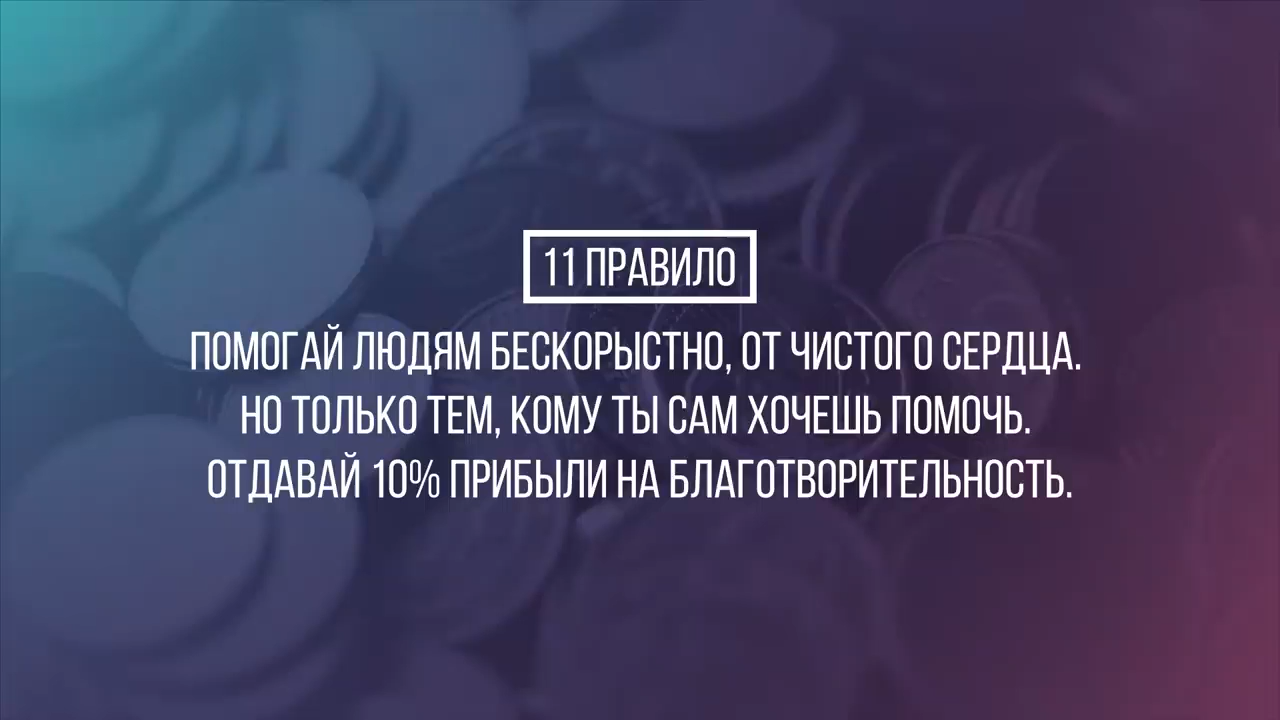 11 ПРАВИЛО
ПОМОГАЙ ЛЮДЯМ БЕСКОРЫСТНО, ОТ ЧИСТОГО СЕРДЦА.
НО ТОЛЬКО ТЕМ, КОМУ ТЫ САМ ХОЧЕШЬ ПОМОЧЬ.
ОТДАВАЙ 10% ПРИБЫЛИ НА БЛАГОТВОРИТЕЛЬНОСТЬ.